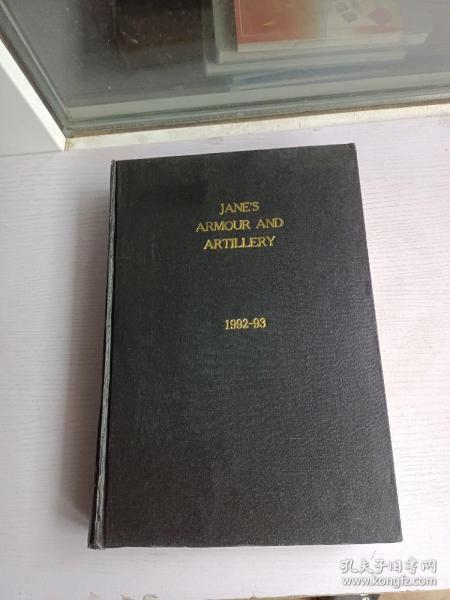 JANE'S
ARMOUR AND
ARTILLERY
1992-93
孔夫子旧书网
www.kongfz.com